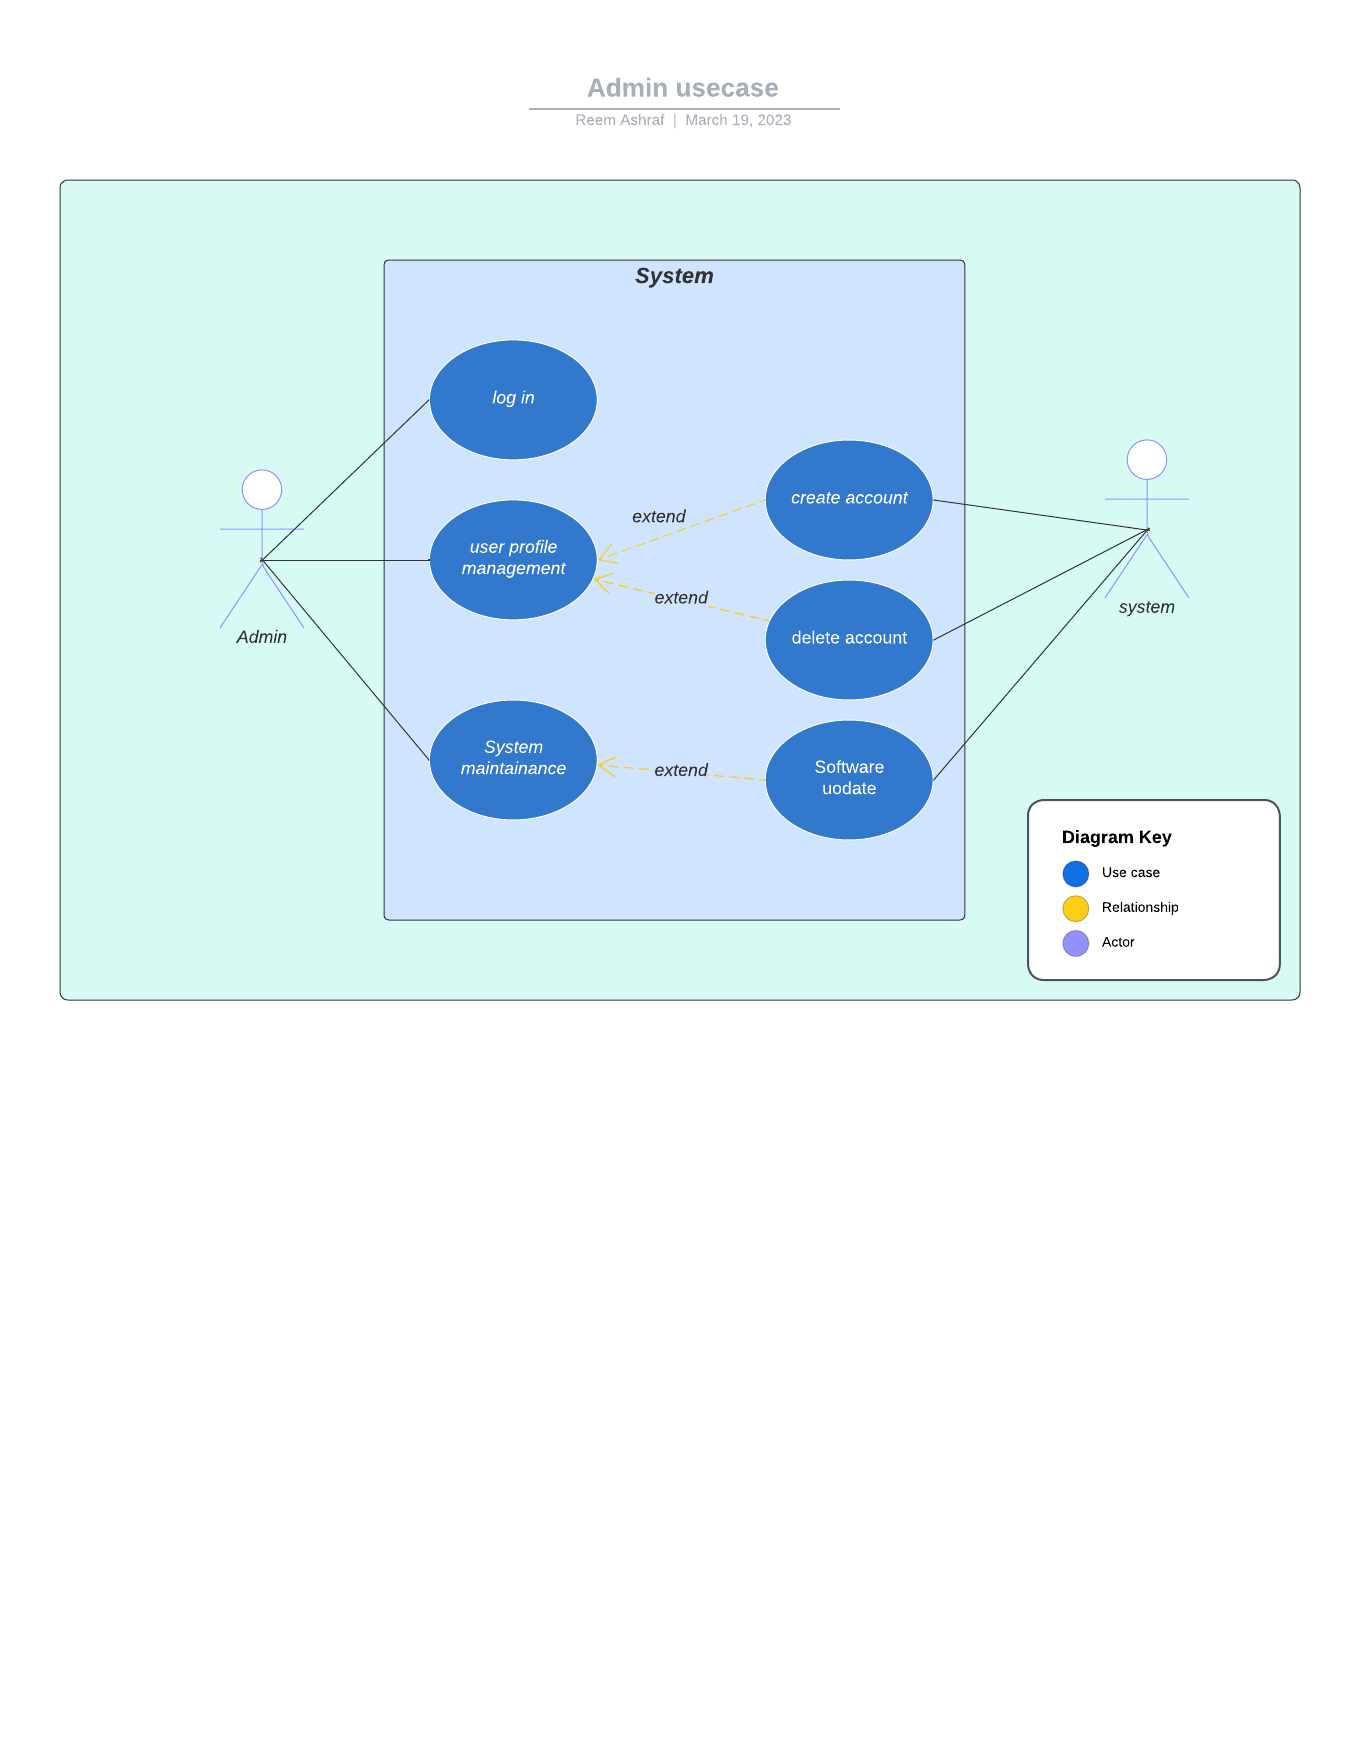 Admin usecase
Reem Ashraf | March 19, 2023
System
log in
create account
extend
user profile
management
extend
system
Admin
delete account
System
maintainance
extend
Software
uodate
Diagram Key
Use case
Relationship
Actor